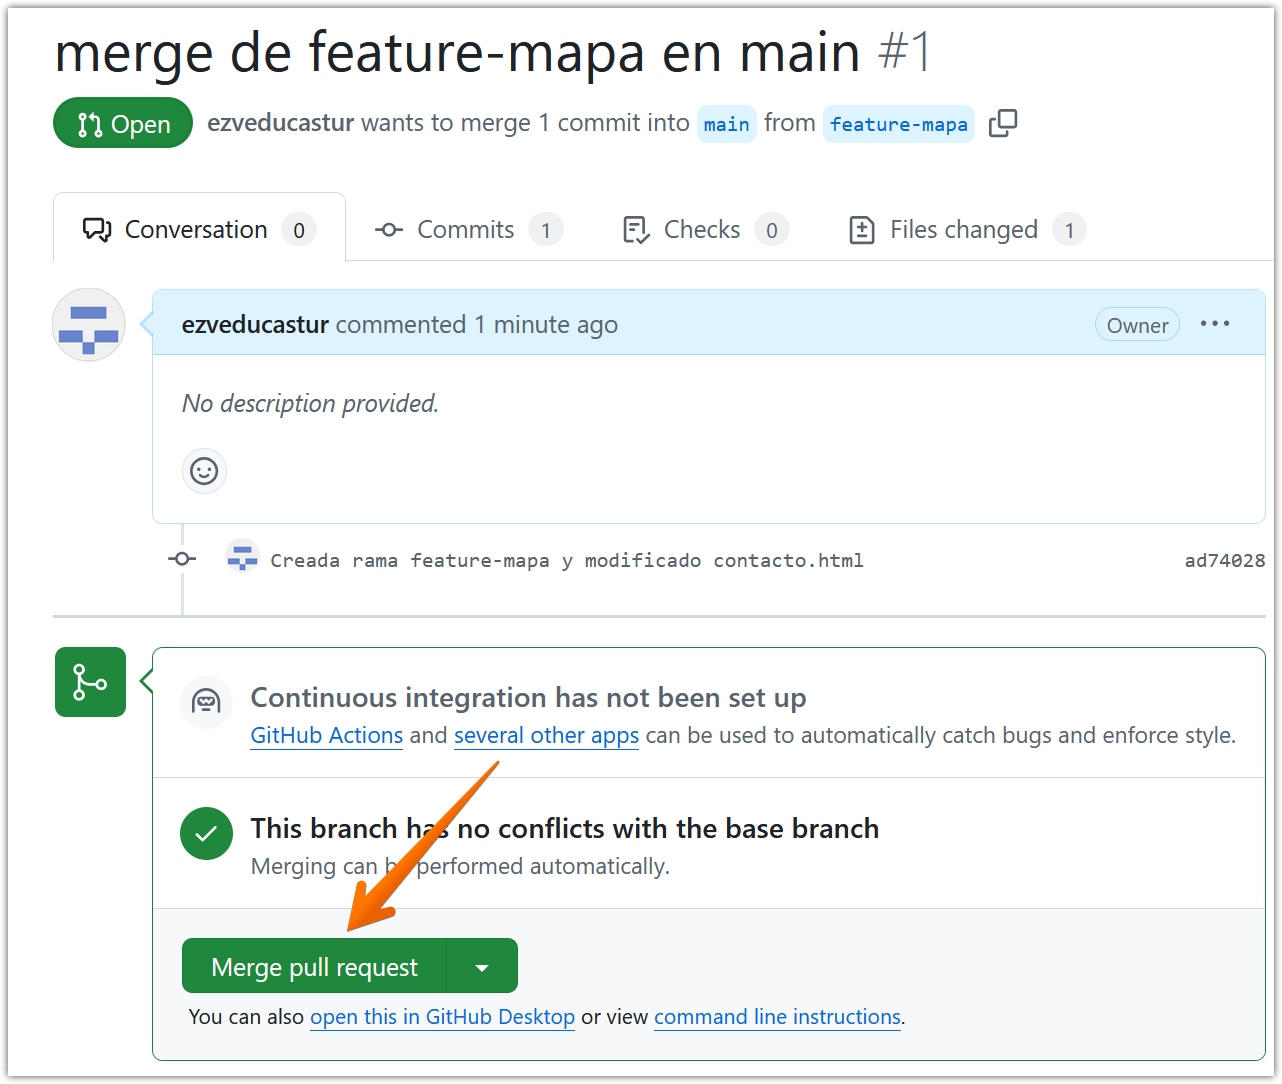 merge de feature-mapa en main #1
Open ezveducastur wants to merge 1 commit into main from feature-mapa
Conversation 0 Commits 1 Checks 0 Files changed 1
ezveducastur commented 1 minute ago Owner
No description provided.
Creada rama feature-mapa y modificado contacto.html ad74028
Continuous integration has not been set up
GitHub Actions and several other apps can be used to automatically catch bugs and enforce style.
This branch has no conflicts with the base branch
Merging can be performed automatically.
Merge pull request
You can also open this in GitHub Desktop or view command line instructions.